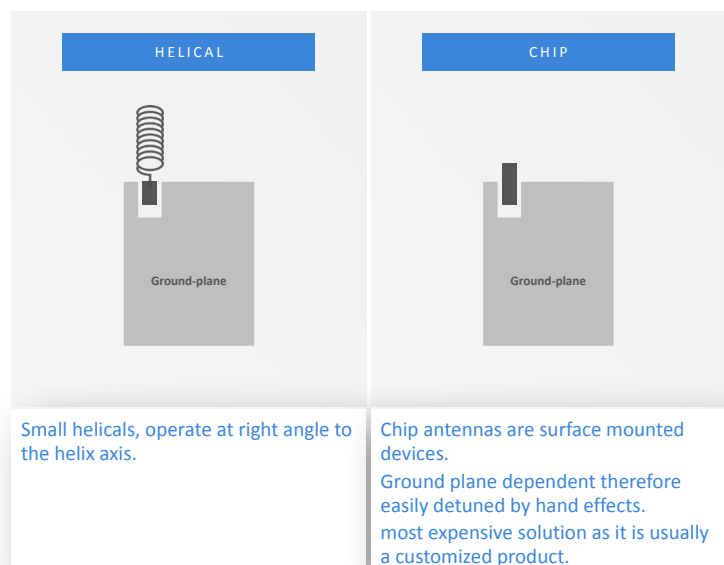 HELICAL
Ground-plane
Small helicals, operate at right angle to
the helix axis.
CHIP
Ground-plane
Chip antennas are surface mounted
devices.
Ground plane dependent therefore
easily detuned by hand effects.
most expensive solution as it is usually
a customized product.